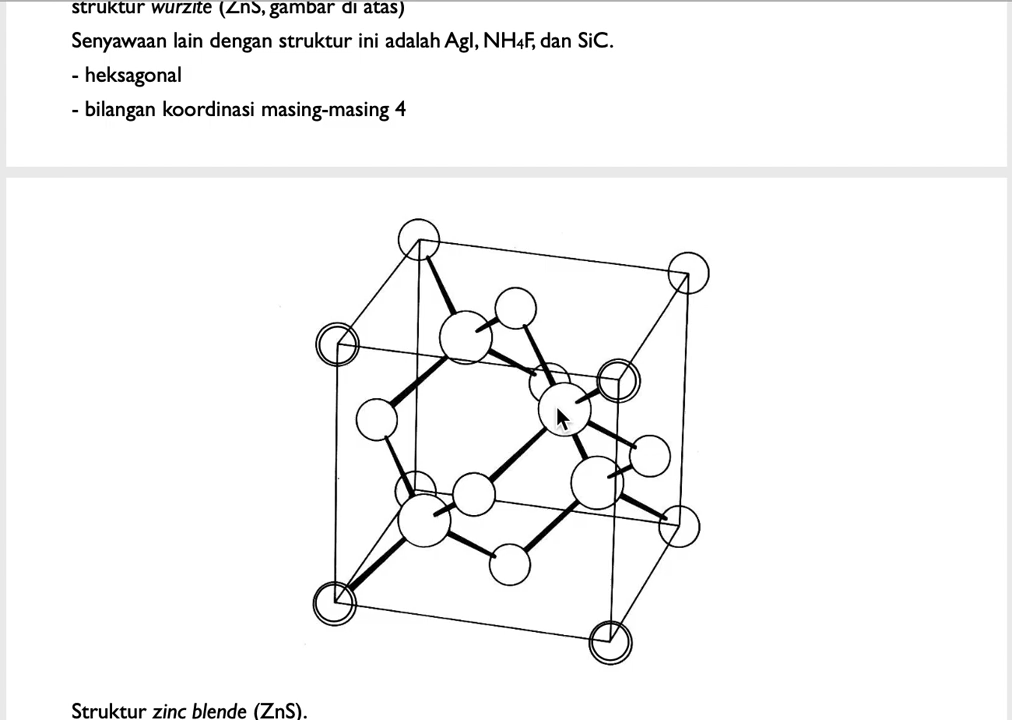 struktur wurzite (ZnS, gambar di atas)
Senyawaan lain dengan struktur ini adalah AgI, NH₄F, dan SiC.
- heksagonal
- bilangan koordinasi masing-masing 4
Struktur zinc blende (ZnS).